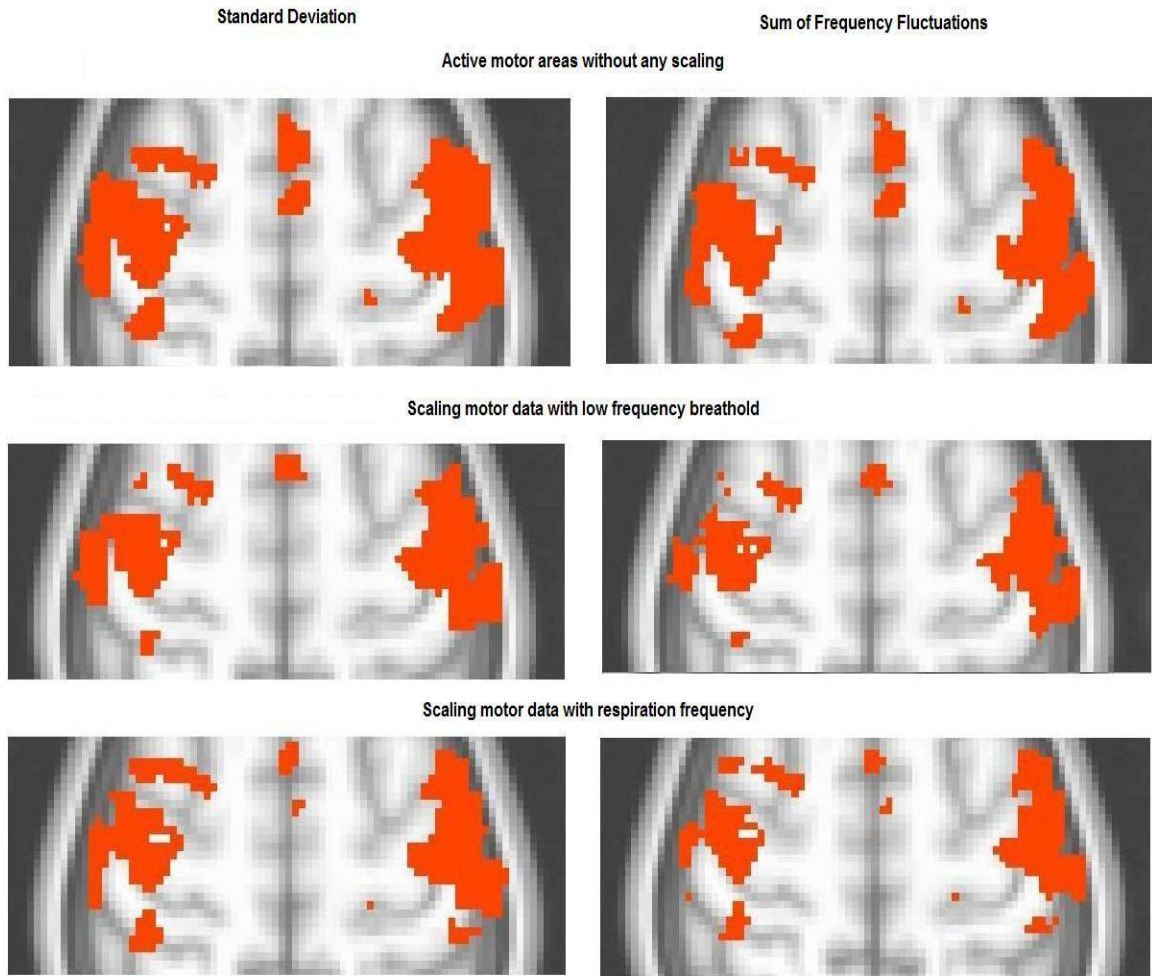 Standard Deviation
Sum of Frequency Fluctuations
Active motor areas without any scaling
Scaling motor data with low frequency breathold
Scaling motor data with respiration frequency